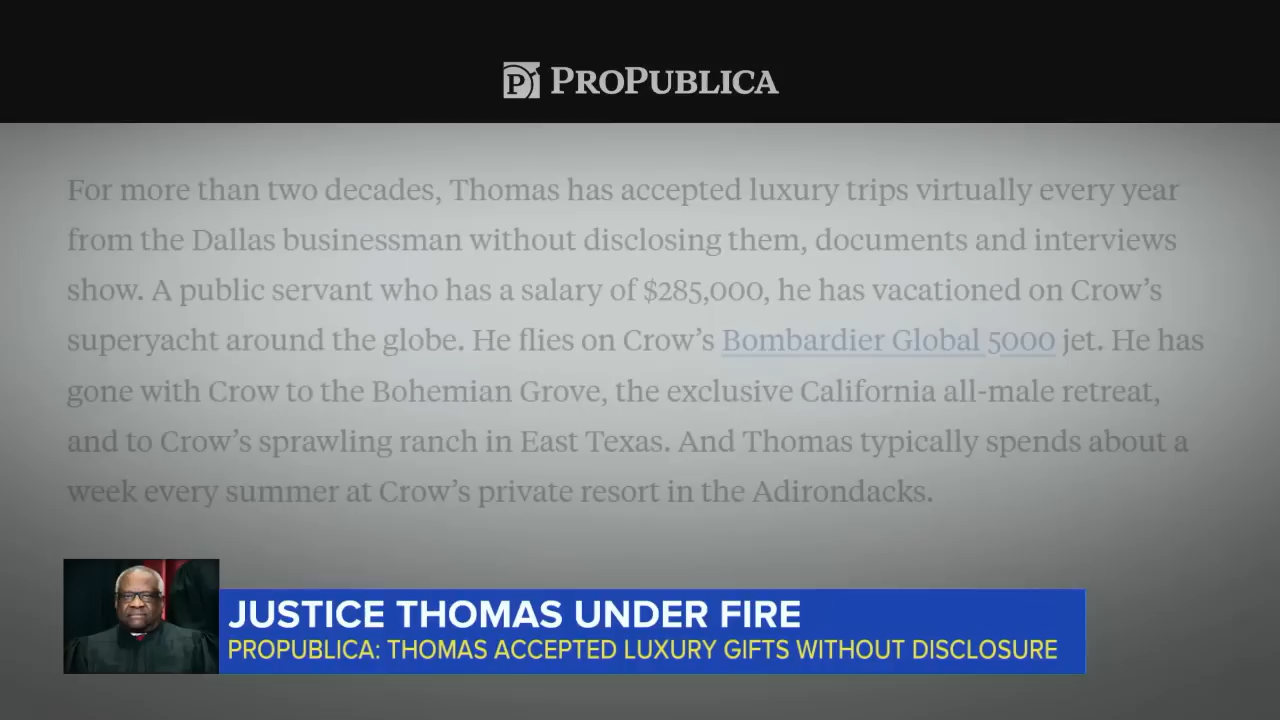 PROPUBLICA
For more than two decades, Thomas has accepted luxury trips virtually every year
from the Dallas businessman without disclosing them, documents and interviews
show. A public servant who has a salary of $285,000, he has vacationed on Crow’s
superyacht around the globe. He flies on Crow’s Bombardier Global 5000 jet. He has
gone with Crow to the Bohemian Grove, the exclusive California all-male retreat,
and to Crow’s sprawling ranch in East Texas. And Thomas typically spends about a
week every summer at Crow’s private resort in the Adirondacks.
JUSTICE THOMAS UNDER FIRE
PROPUBLICA: THOMAS ACCEPTED LUXURY GIFTS WITHOUT DISCLOSURE